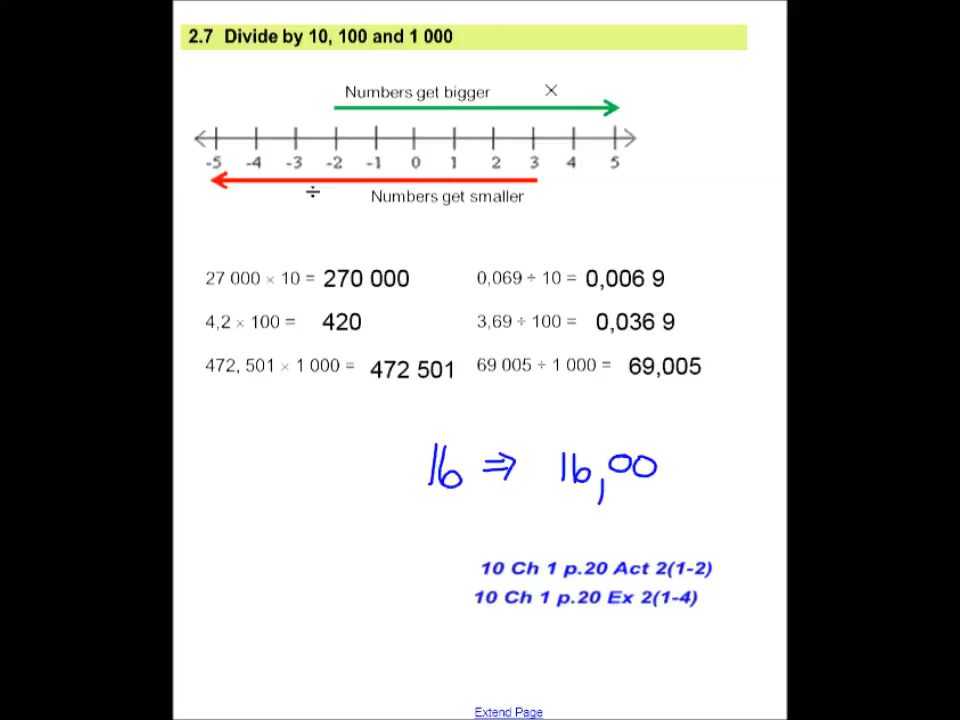 2.7 Divide by 10, 100 and 1 000
Numbers get bigger ×
-5 -4 -3 -2 -1 0 1 2 3 4 5
÷ Numbers get smaller
27 000 × 10 = 270 000
0,069 ÷ 10 = 0,006 9
4,2 × 100 = 420
3,69 ÷ 100 = 0,036 9
472, 501 × 1 000 = 472 501
69 005 ÷ 1 000 = 69,005
16 ⇒ 16,00
10 Ch 1 p.20 Act 2(1-2)
10 Ch 1 p.20 Ex 2(1-4)
Extend Page